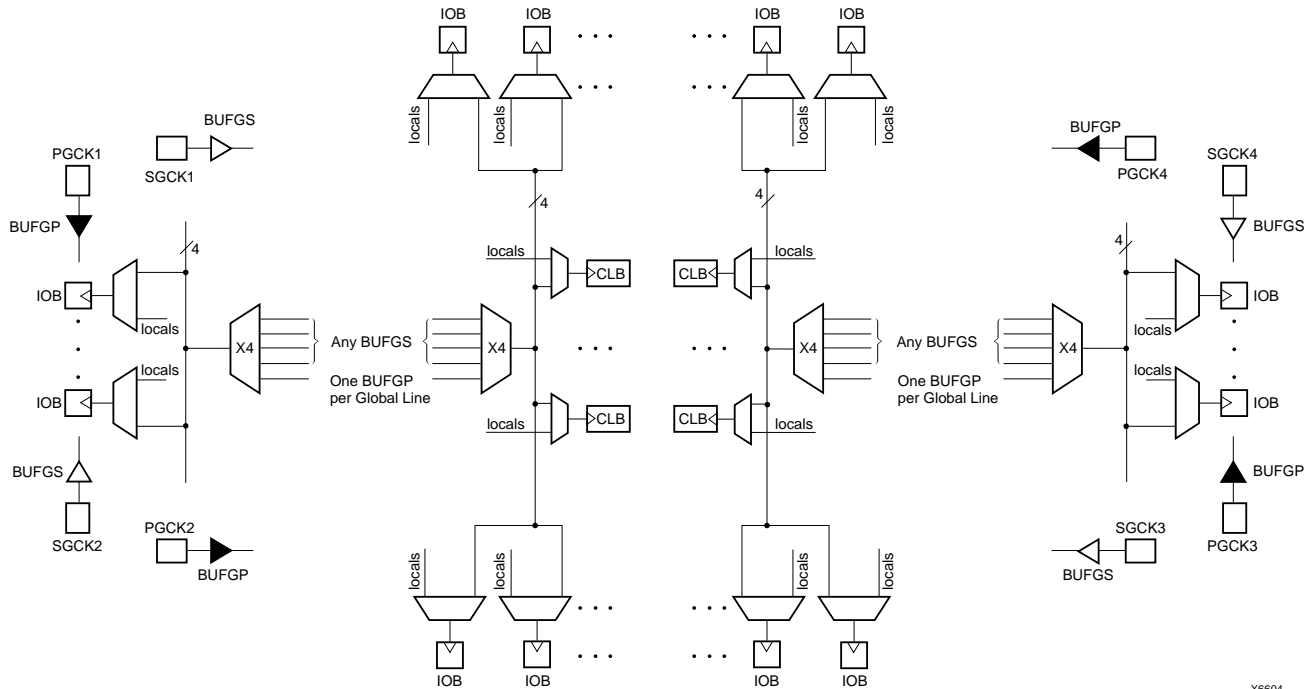 IOB IOB • • • • • • IOB IOB
• • • • • •
locals locals locals locals
BUFGS BUFGP
PGCK1 SGCK4
SGCK1 PGCK4
BUFGP BUFGS
4 4 4 4
locals CLB CLB locals
IOB IOB
locals locals
X4 Any BUFGS X4 • • • • • • X4 Any BUFGS X4
locals locals
One BUFGP One BUFGP
per Global Line per Global Line
IOB IOB
locals CLB CLB locals
BUFGS BUFGP
PGCK2 SGCK3
SGCK2 PGCK3
BUFGP BUFGS
locals locals locals locals
• • • • • •
IOB IOB • • • • • • IOB IOB